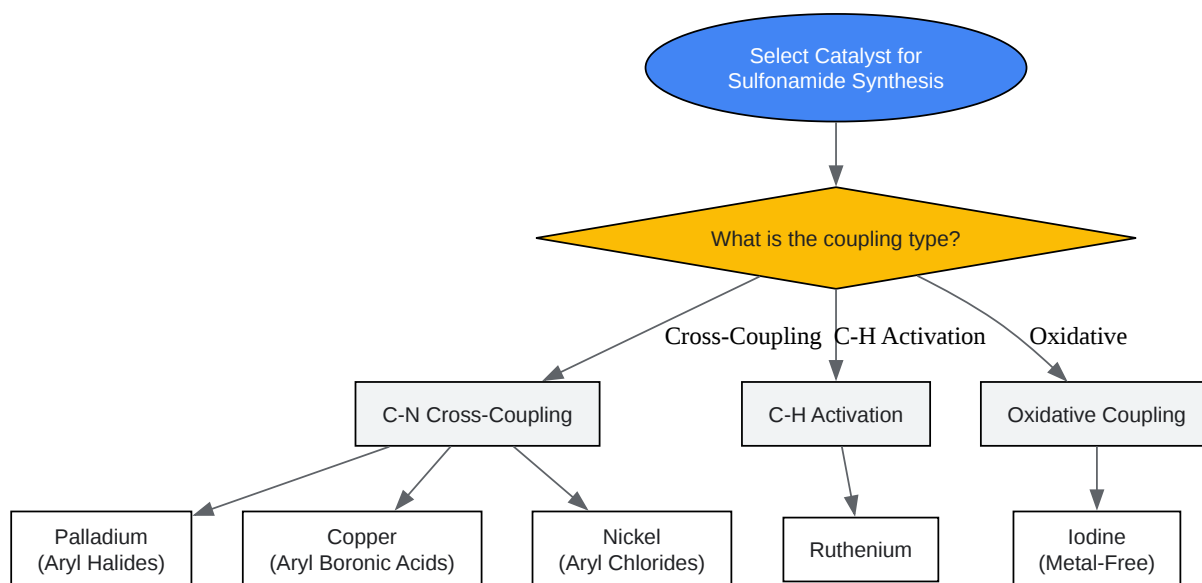 Select Catalyst for
Sulfonamide Synthesis
What is the coupling type?
Cross-Coupling
C-H Activation
Oxidative
C-N Cross-Coupling
C-H Activation
Oxidative Coupling
Palladium
(Aryl Halides)
Copper
(Aryl Boronic Acids)
Nickel
(Aryl Chlorides)
Ruthenium
Iodine
(Metal-Free)